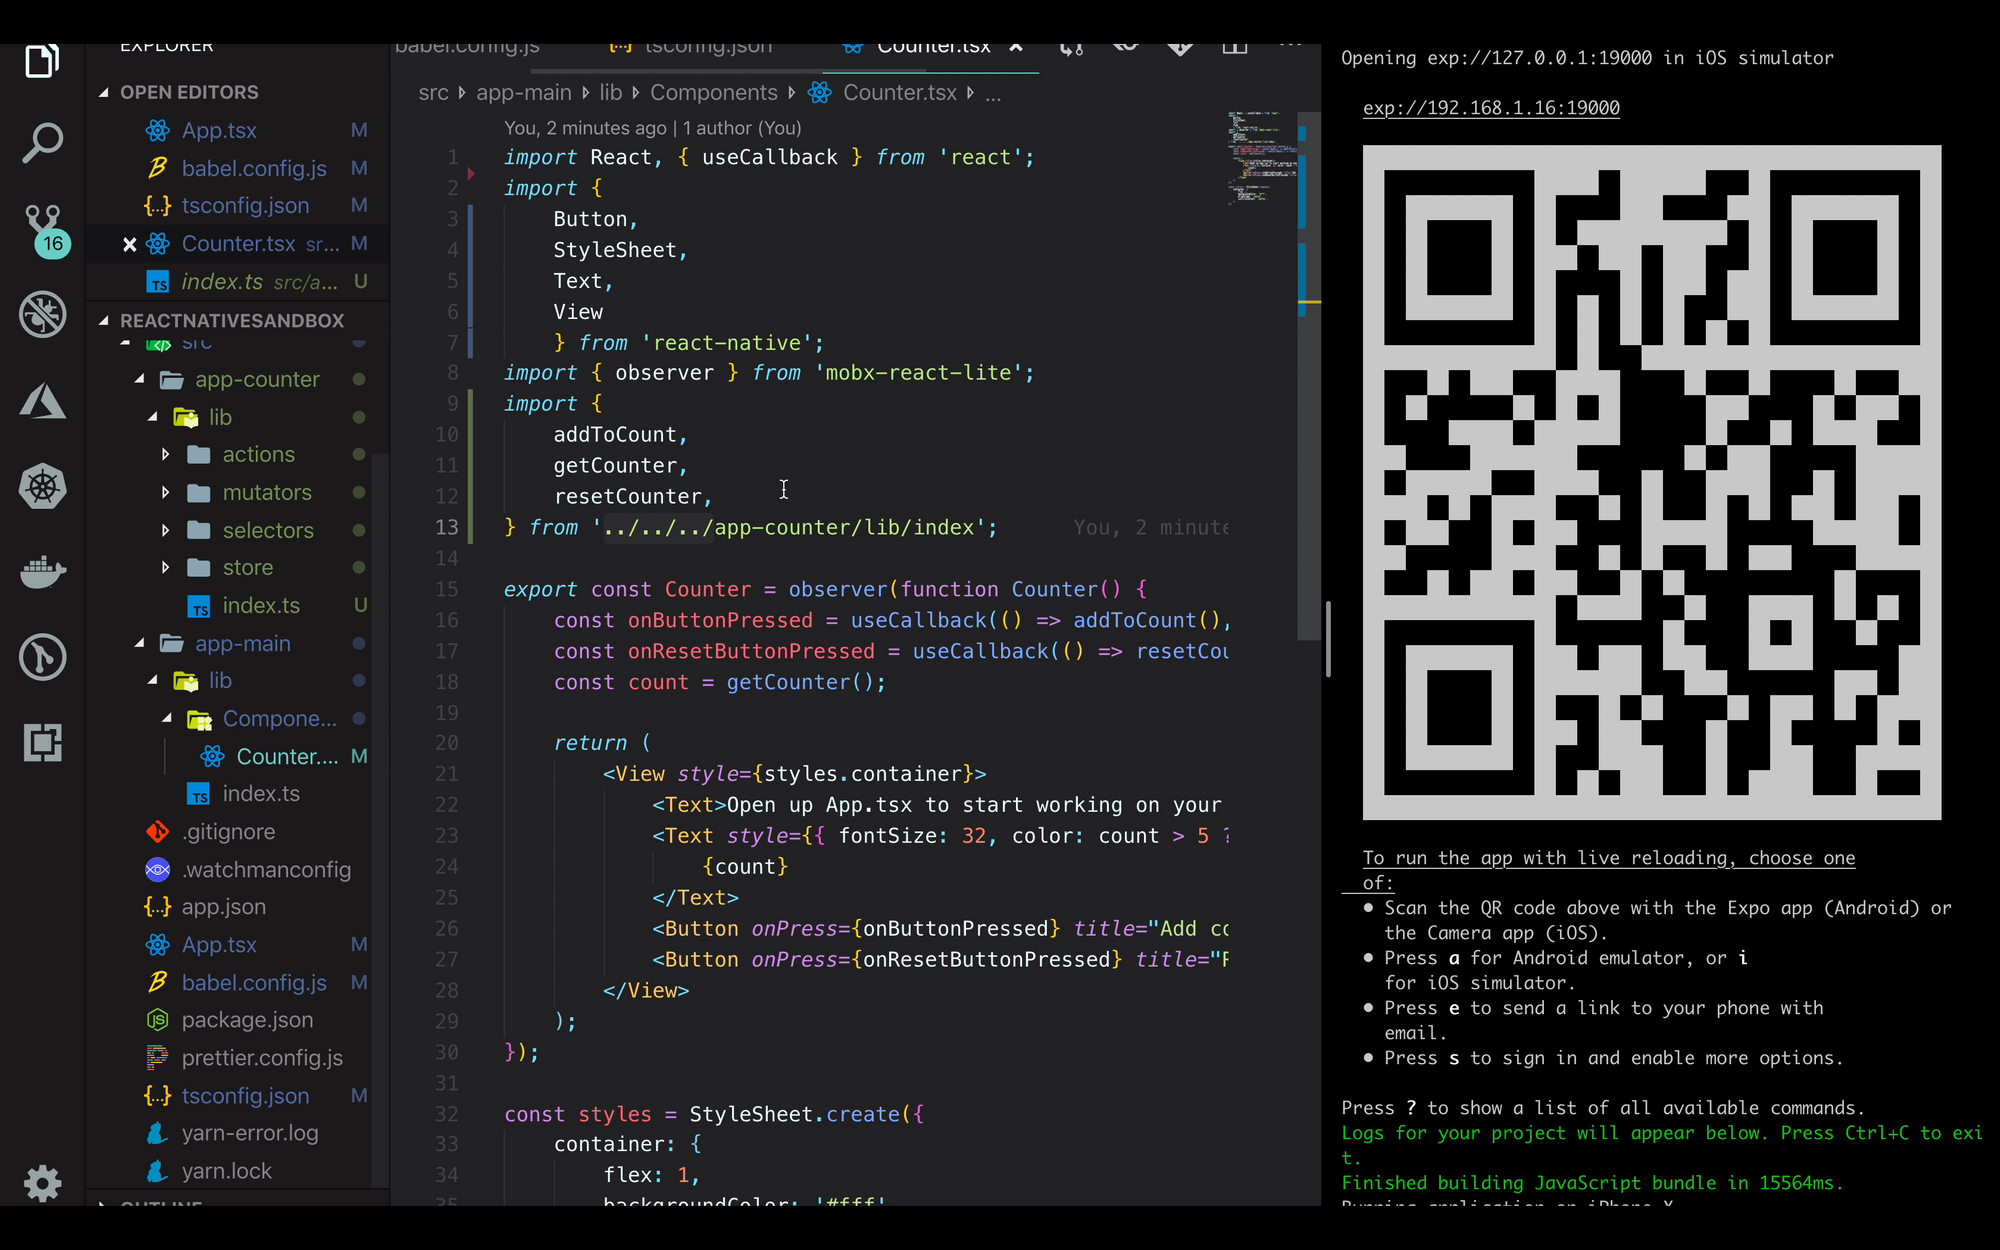 EXPLORER
OPEN EDITORS
App.tsx M
babel.config.js M
tsconfig.json M
Counter.tsx sr... M
index.ts src/a... U
REACTNATIVESANDBOX
src
app-counter
lib
actions
mutators
selectors
store
index.ts U
app-main
lib
Compone...
Counter.... M
index.ts
.gitignore
.watchmanconfig
app.json
App.tsx M
babel.config.js M
package.json
prettier.config.js
tsconfig.json M
yarn-error.log
yarn.lock
OUTLINE
16
babel.config.js tsconfig.json Counter.tsx
src app-main lib Components Counter.tsx ...
You, 2 minutes ago | 1 author (You)
1 import React, { useCallback } from 'react';
2 import {
3 Button,
4 StyleSheet,
5 Text,
6 View
7 } from 'react-native';
8 import { observer } from 'mobx-react-lite';
9 import {
10 addToCount,
11 getCounter,
12 resetCounter,
13 } from '../../../app-counter/lib/index'; You, 2 minute
14
15 export const Counter = observer(function Counter() {
16 const onButtonPressed = useCallback(() => addToCount(),
17 const onResetButtonPressed = useCallback(() => resetCou
18 const count = getCounter();
19
20 return (
21 <View style={styles.container}>
22 <Text>Open up App.tsx to start working on your
23 <Text style={{ fontSize: 32, color: count > 5 ?
24 {count}
25 </Text>
26 <Button onPress={onButtonPressed} title="Add co
27 <Button onPress={onResetButtonPressed} title="R
28 </View>
29 );
30 });
31
32 const styles = StyleSheet.create({
33 container: {
34 flex: 1,
35 backgroundColor: '#fff'
Opening exp://127.0.0.1:19000 in iOS simulator
exp://192.168.1.16:19000
To run the app with live reloading, choose one
of:
• Scan the QR code above with the Expo app (Android) or
the Camera app (iOS).
• Press a for Android emulator, or i
for iOS simulator.
• Press e to send a link to your phone with
email.
• Press s to sign in and enable more options.
Press ? to show a list of all available commands.
Logs for your project will appear below. Press Ctrl+C to exi
t.
Finished building JavaScript bundle in 15564ms.
Running application on iPhone X.